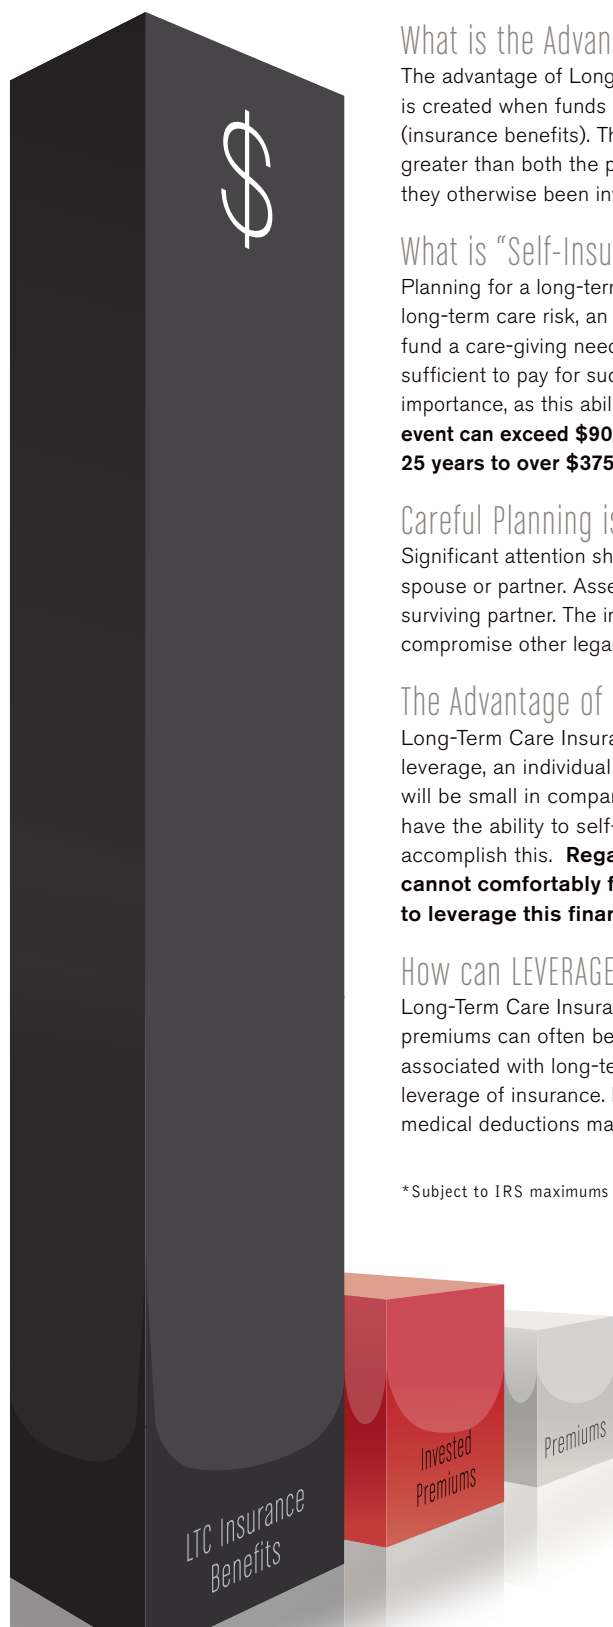 What is the Advan
The advantage of Long
is created when funds
(insurance benefits). Th
greater than both the p
they otherwise been in
What is “Self-Insu
Planning for a long-ter
long-term care risk, an
fund a care-giving need
sufficient to pay for suc
importance, as this abil
event can exceed $90
25 years to over $375
Careful Planning is
Significant attention sh
spouse or partner. Asse
surviving partner. The in
compromise other lega
The Advantage of
Long-Term Care Insura
leverage, an individual
will be small in compar
have the ability to self-
accomplish this. Rega
cannot comfortably f
to leverage this finan
How can LEVERAGE
Long-Term Care Insura
premiums can often be
associated with long-te
leverage of insurance.
medical deductions ma
*Subject to IRS maximums
$
LTC Insurance
Benefits
Invested
Premiums
Premiums